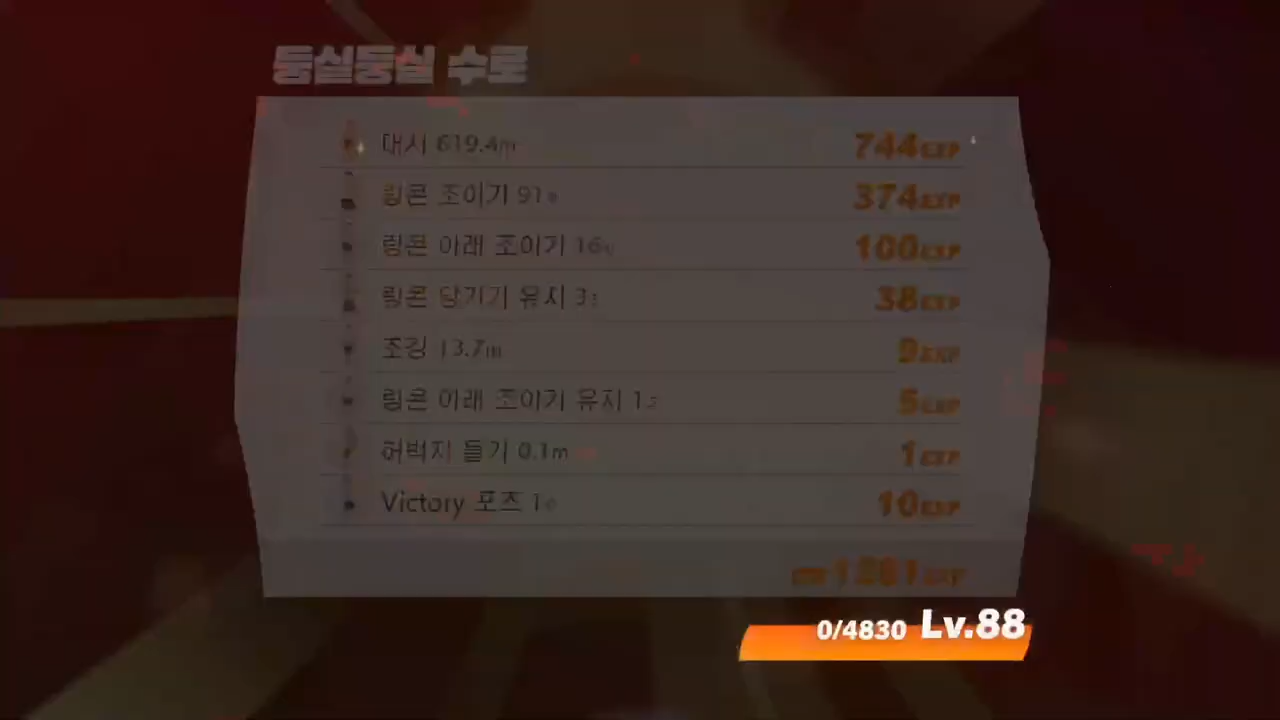 둥실둥실 수로
대시 619.4m 744EXP
링콘 조이기 91회 374EXP
링콘 아래 조이기 16회 100EXP
링콘 당기기 유지 3초 38EXP
조깅 13.7m 9EXP
링콘 아래 조이기 유지 1초 5EXP
허벅지 들기 0.1m 1EXP
Victory 포즈 1회 10EXP
1281EXP
0/4830 Lv.88